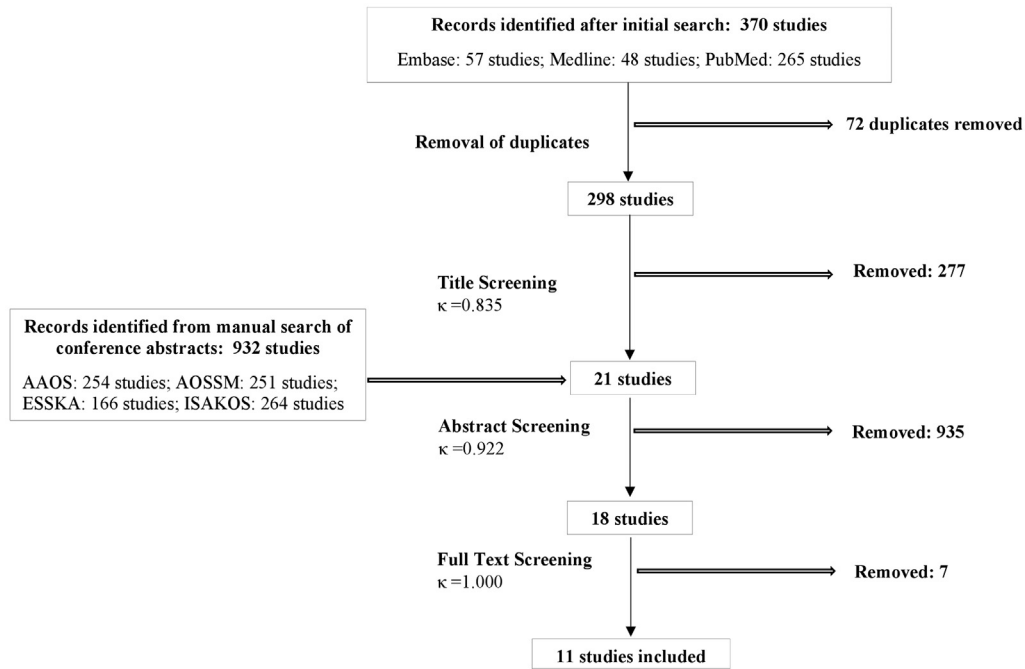 Records identified after initial search: 370 studies
Embase: 57 studies; Medline: 48 studies; PubMed: 265 studies
72 duplicates removed
Removal of duplicates
298 studies
Removed: 277
Title Screening
κ =0.835
Records identified from manual search of
conference abstracts: 932 studies
AAOS: 254 studies; AOSSM: 251 studies;
ESSKA: 166 studies; ISAKOS: 264 studies
21 studies
Abstract Screening
κ =0.922
Removed: 935
18 studies
Full Text Screening
κ =1.000
Removed: 7
11 studies included